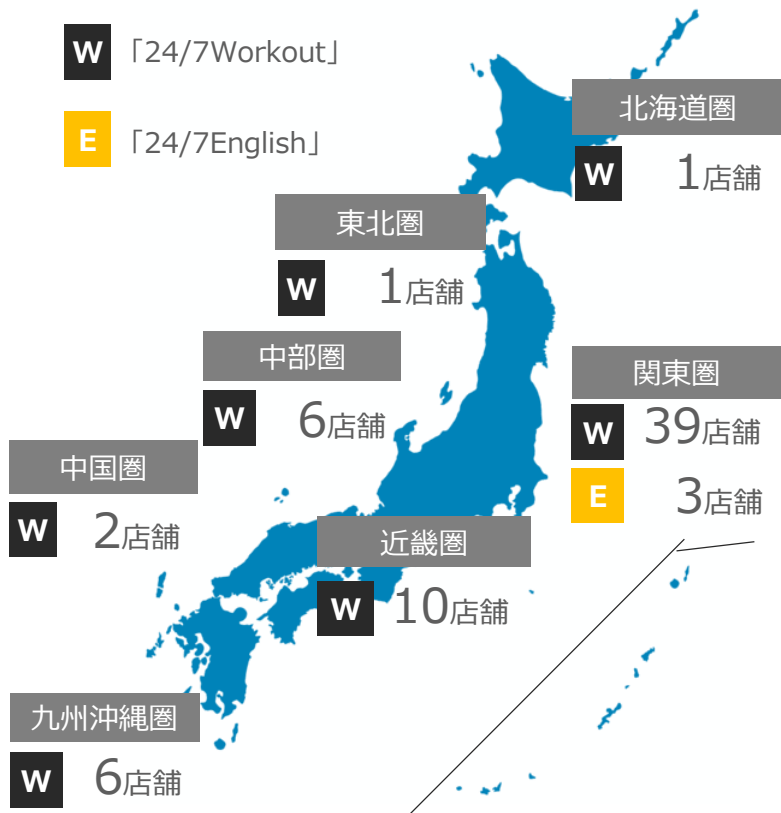 W 「24/7Workout」
E 「24/7English」
北海道圏
W 1店舗
東北圏
W 1店舗
中部圏
W 6店舗
関東圏
W 39店舗
E 3店舗
中国圏
W 2店舗
近畿圏
W 10店舗
九州沖縄圏
W 6店舗